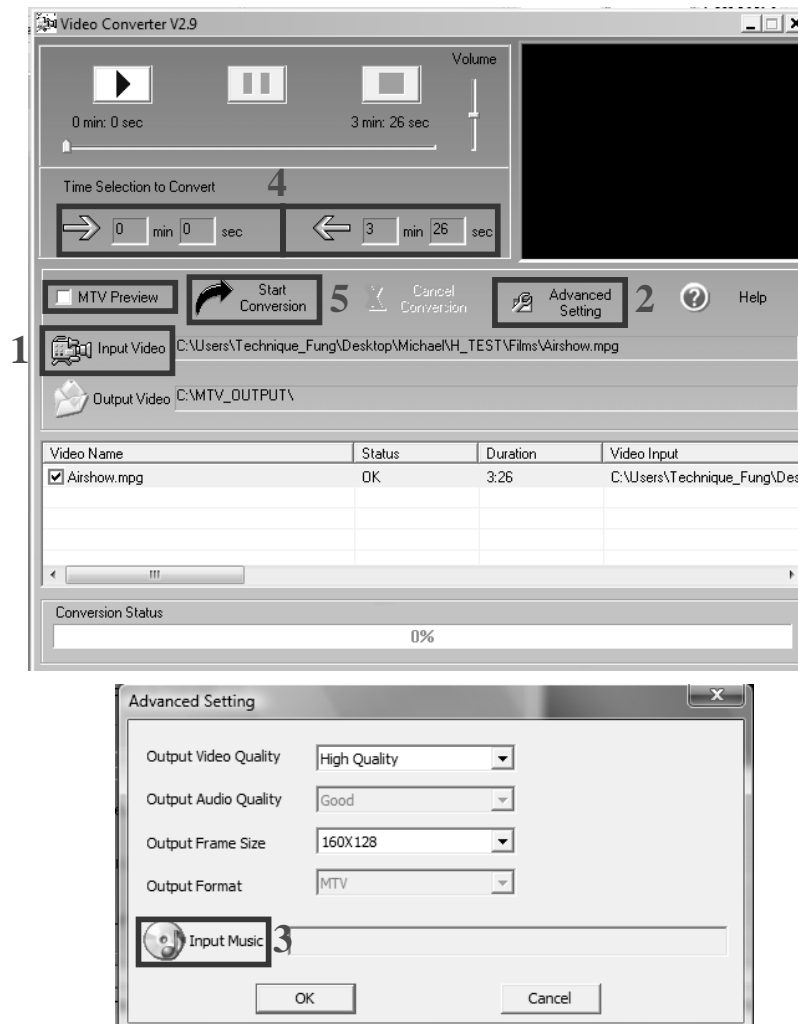 Video Converter V2.9
Volume
0 min: 0 sec
3 min: 26 sec
Time Selection to Convert
4
0 min 0 sec
3 min 26 sec
MTV Preview
Start Conversion
5
Cancel Conversion
Advanced Setting
2
Help
1
Input Video
C:\Users\Technique_Fung\Desktop\Michael\H_TEST\Films\Airshow.mpg
Output Video
C:\MTV_OUTPUT\
Video Name
Status
Duration
Video Input
Airshow.mpg
OK
3:26
C:\Users\Technique_Fung\Des
Conversion Status
0%
Advanced Setting
Output Video Quality
High Quality
Output Audio Quality
Good
Output Frame Size
160X128
Output Format
MTV
Input Music
3
OK
Cancel